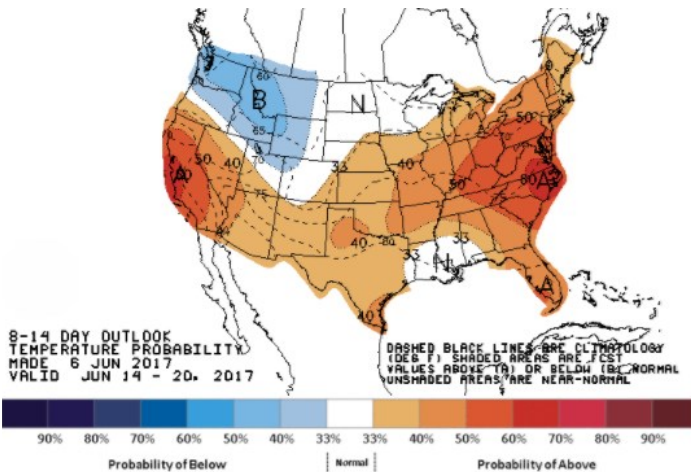 60
B
N
65
70
33
50
40
A
60
75
40
50
50
60
A
40
80
33
33
N
A
40
8-14 DAY OUTLOOK
TEMPERATURE PROBABILITY
MADE 6 JUN 2017
VALID JUN 14 - 20, 2017
DASHED BLACK LINES ARE CLIMATOLOGY
(DEG F) SHADED AREAS ARE FCST
VALUES ABOVE (A) OR BELOW (B) NORMAL
UNSHADED AREAS ARE NEAR-NORMAL
90% 80% 70% 60% 50% 40% 33% 33% 40% 50% 60% 70% 80% 90%
Probability of Below Normal Probability of Above